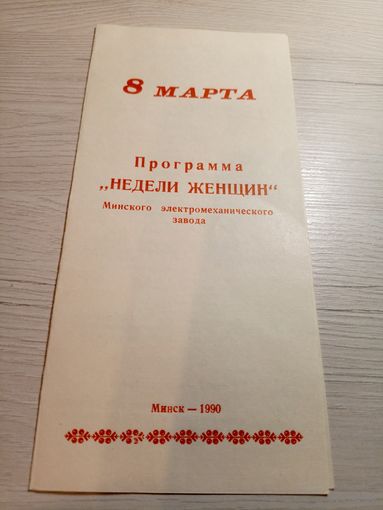 8 МАРТА
Программа
„НЕДЕЛИ ЖЕНЩИН“
Минского электромеханического
завода
Минск — 1990